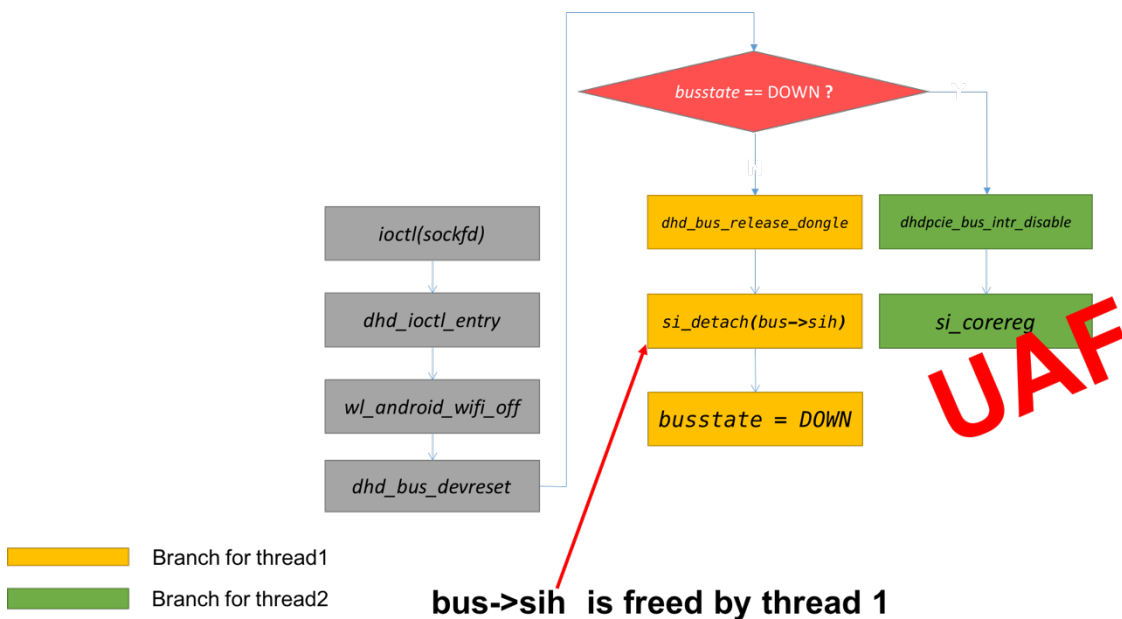 busstate == DOWN ?
Y
N
ioctl(sockfd)
dhd_ioctl_entry
wl_android_wifi_off
dhd_bus_devreset
dhd_bus_release_dongle
si_detach(bus->sih)
busstate = DOWN
dhdpcie_bus_intr_disable
si_corereg
UAF
Branch for thread1
Branch for thread2
bus->sih is freed by thread 1